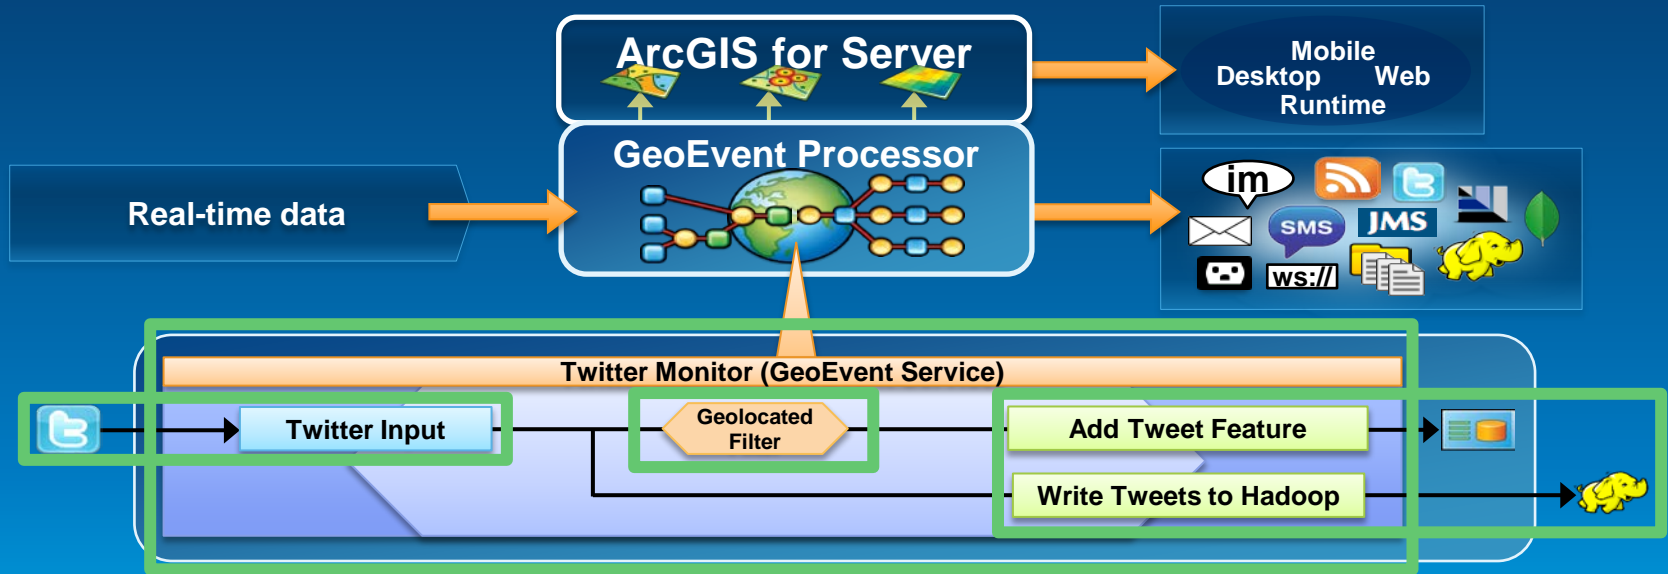 ArcGIS for Server
Mobile
Desktop Web
Runtime
GeoEvent Processor
Real-time data
im
SMS
JMS
ws://
Twitter Monitor (GeoEvent Service)
Twitter Input
Geolocated
Filter
Add Tweet Feature
Write Tweets to Hadoop